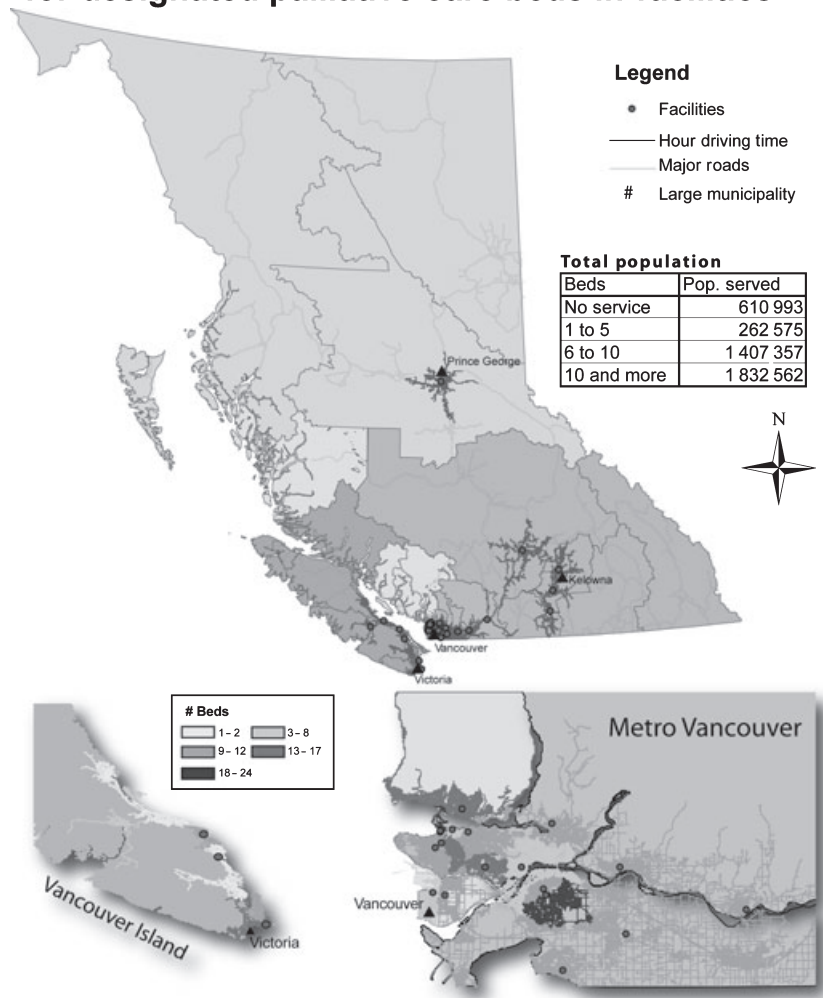 for designated palliative care beds in facilities
Legend
Facilities
Hour driving time
Major roads
# Large municipality
Total population
Beds Pop. served
No service 610 993
1 to 5 262 575
6 to 10 1 407 357
10 and more 1 832 562
N
Prince George
Kelowna
Vancouver
Victoria
# Beds
1 – 2 3 – 8
9 – 12 13 – 17
18 – 24
Metro Vancouver
Vancouver
Vancouver Island
Victoria